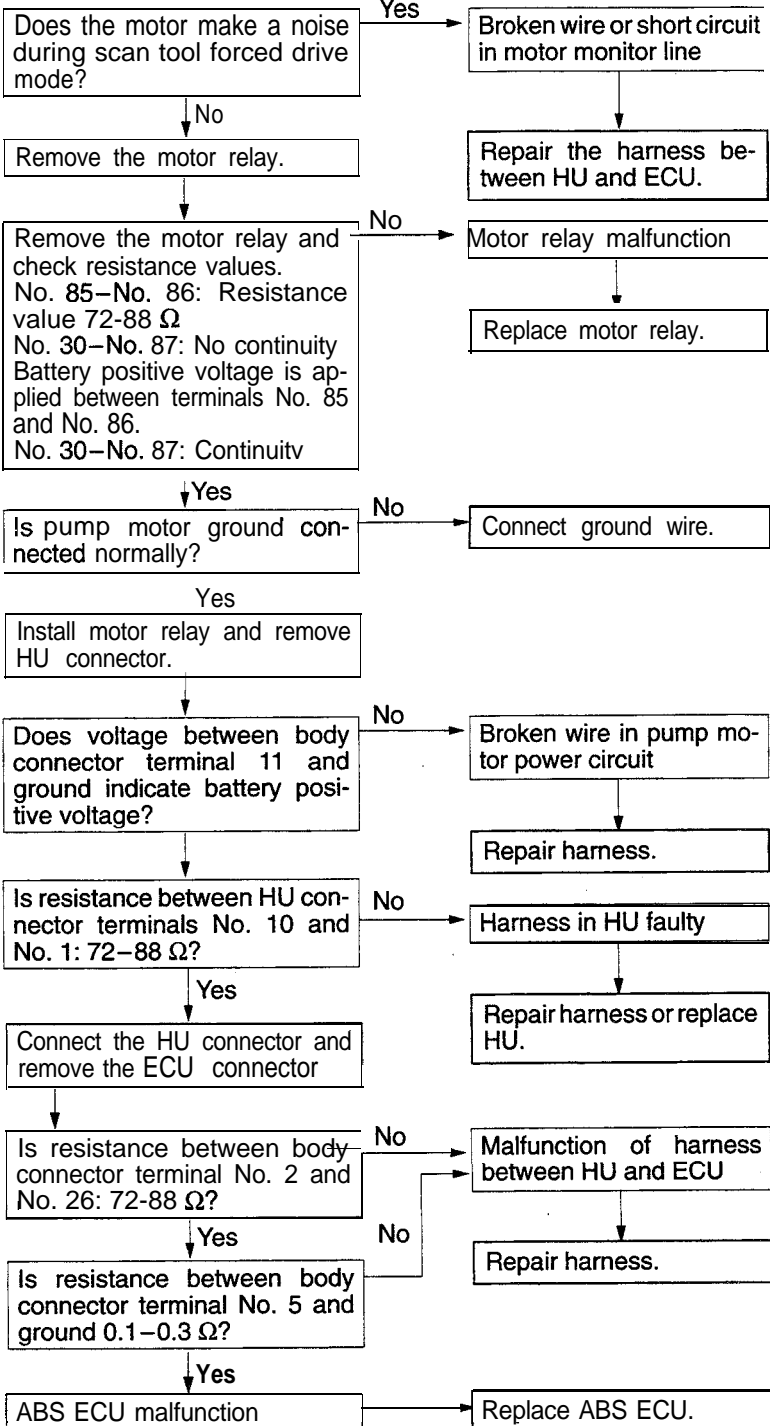 Does the motor make a noise
during scan tool forced drive
mode?
Yes
Broken wire or short circuit
in motor monitor line
No
Repair the harness be-
tween HU and ECU.
Remove the motor relay.
Remove the motor relay and
check resistance values.
No. 85–No. 86: Resistance
value 72-88 Ω
No. 30–No. 87: No continuity
Battery positive voltage is ap-
plied between terminals No. 85
and No. 86.
No. 30–No. 87: Continuity
No
Motor relay malfunction
Replace motor relay.
Yes
Is pump motor ground con-
nected normally?
No
Connect ground wire.
Yes
Install motor relay and remove
HU connector.
Does voltage between body
connector terminal 11 and
ground indicate battery posi-
tive voltage?
No
Broken wire in pump mo-
tor power circuit
Repair harness.
Is resistance between HU con-
nector terminals No. 10 and
No. 1: 72–88 Ω?
No
Harness in HU faulty
Yes
Repair harness or replace
HU.
Connect the HU connector and
remove the ECU connector
Is resistance between body
connector terminal No. 2 and
No. 26: 72-88 Ω?
No
Malfunction of harness
between HU and ECU
Yes
No
Repair harness.
Is resistance between body
connector terminal No. 5 and
ground 0.1–0.3 Ω?
Yes
ABS ECU malfunction
Replace ABS ECU.